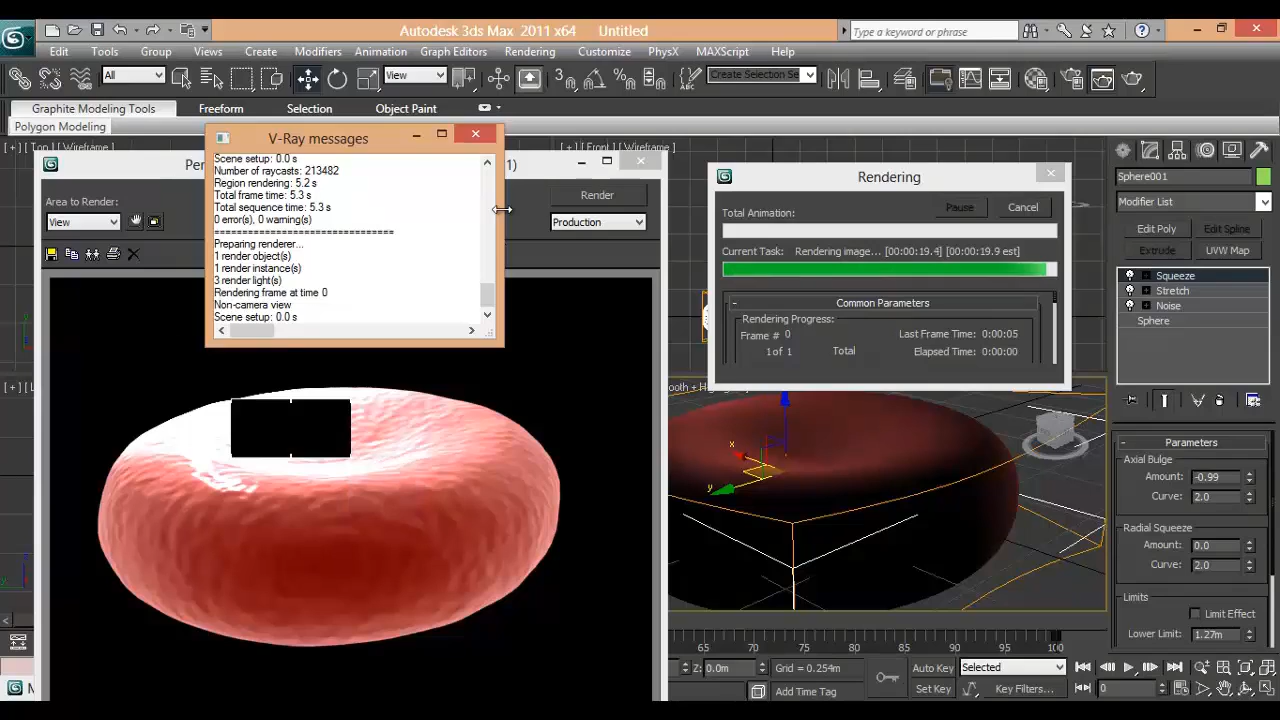 Autodesk 3ds Max 2011 x64 Untitled
Type a keyword or phrase
Edit Tools Group Views Create Modifiers Animation Graph Editors Rendering Customize PhysX MAXScript Help
All
View
Create Selection Se
Graphite Modeling Tools Freeform Selection Object Paint
Polygon Modeling
[ + ] [ Top ] [ Wireframe ]
[ + ] [ Front ] [ Wireframe ]
V-Ray messages
Scene setup: 0.0 s
Number of raycasts: 213482
Region rendering: 5.2 s
Total frame time: 5.3 s
Total sequence time: 5.3 s
0 error(s), 0 warning(s)
==============================
Preparing renderer...
1 render object(s)
1 render instance(s)
3 render light(s)
Rendering frame at time 0
Non-camera view
Scene setup: 0.0 s
Area to Render:
View
Render
Production
Rendering
Total Animation:
Pause Cancel
Current Task: Rendering image... [00:00:19.4] [00:00:19.9 est]
- Common Parameters
Rendering Progress:
Frame # 0 Last Frame Time: 0:00:05
1 of 1 Total Elapsed Time: 0:00:00
x
y
Sphere001
Modifier List
Edit Poly Edit Spline
Extrude UVW Map
Squeeze
Stretch
Noise
Sphere
- Parameters
Axial Bulge
Amount: -0.99
Curve: 2.0
Radial Squeeze
Amount: 0.0
Curve: 2.0
Limits
Limit Effect
Lower Limit: 1.27m
65 70 75 80 85 90 95 100
Z: 0.0m Grid = 0.254m Auto Key Selected
Add Time Tag Set Key Key Filters... 0